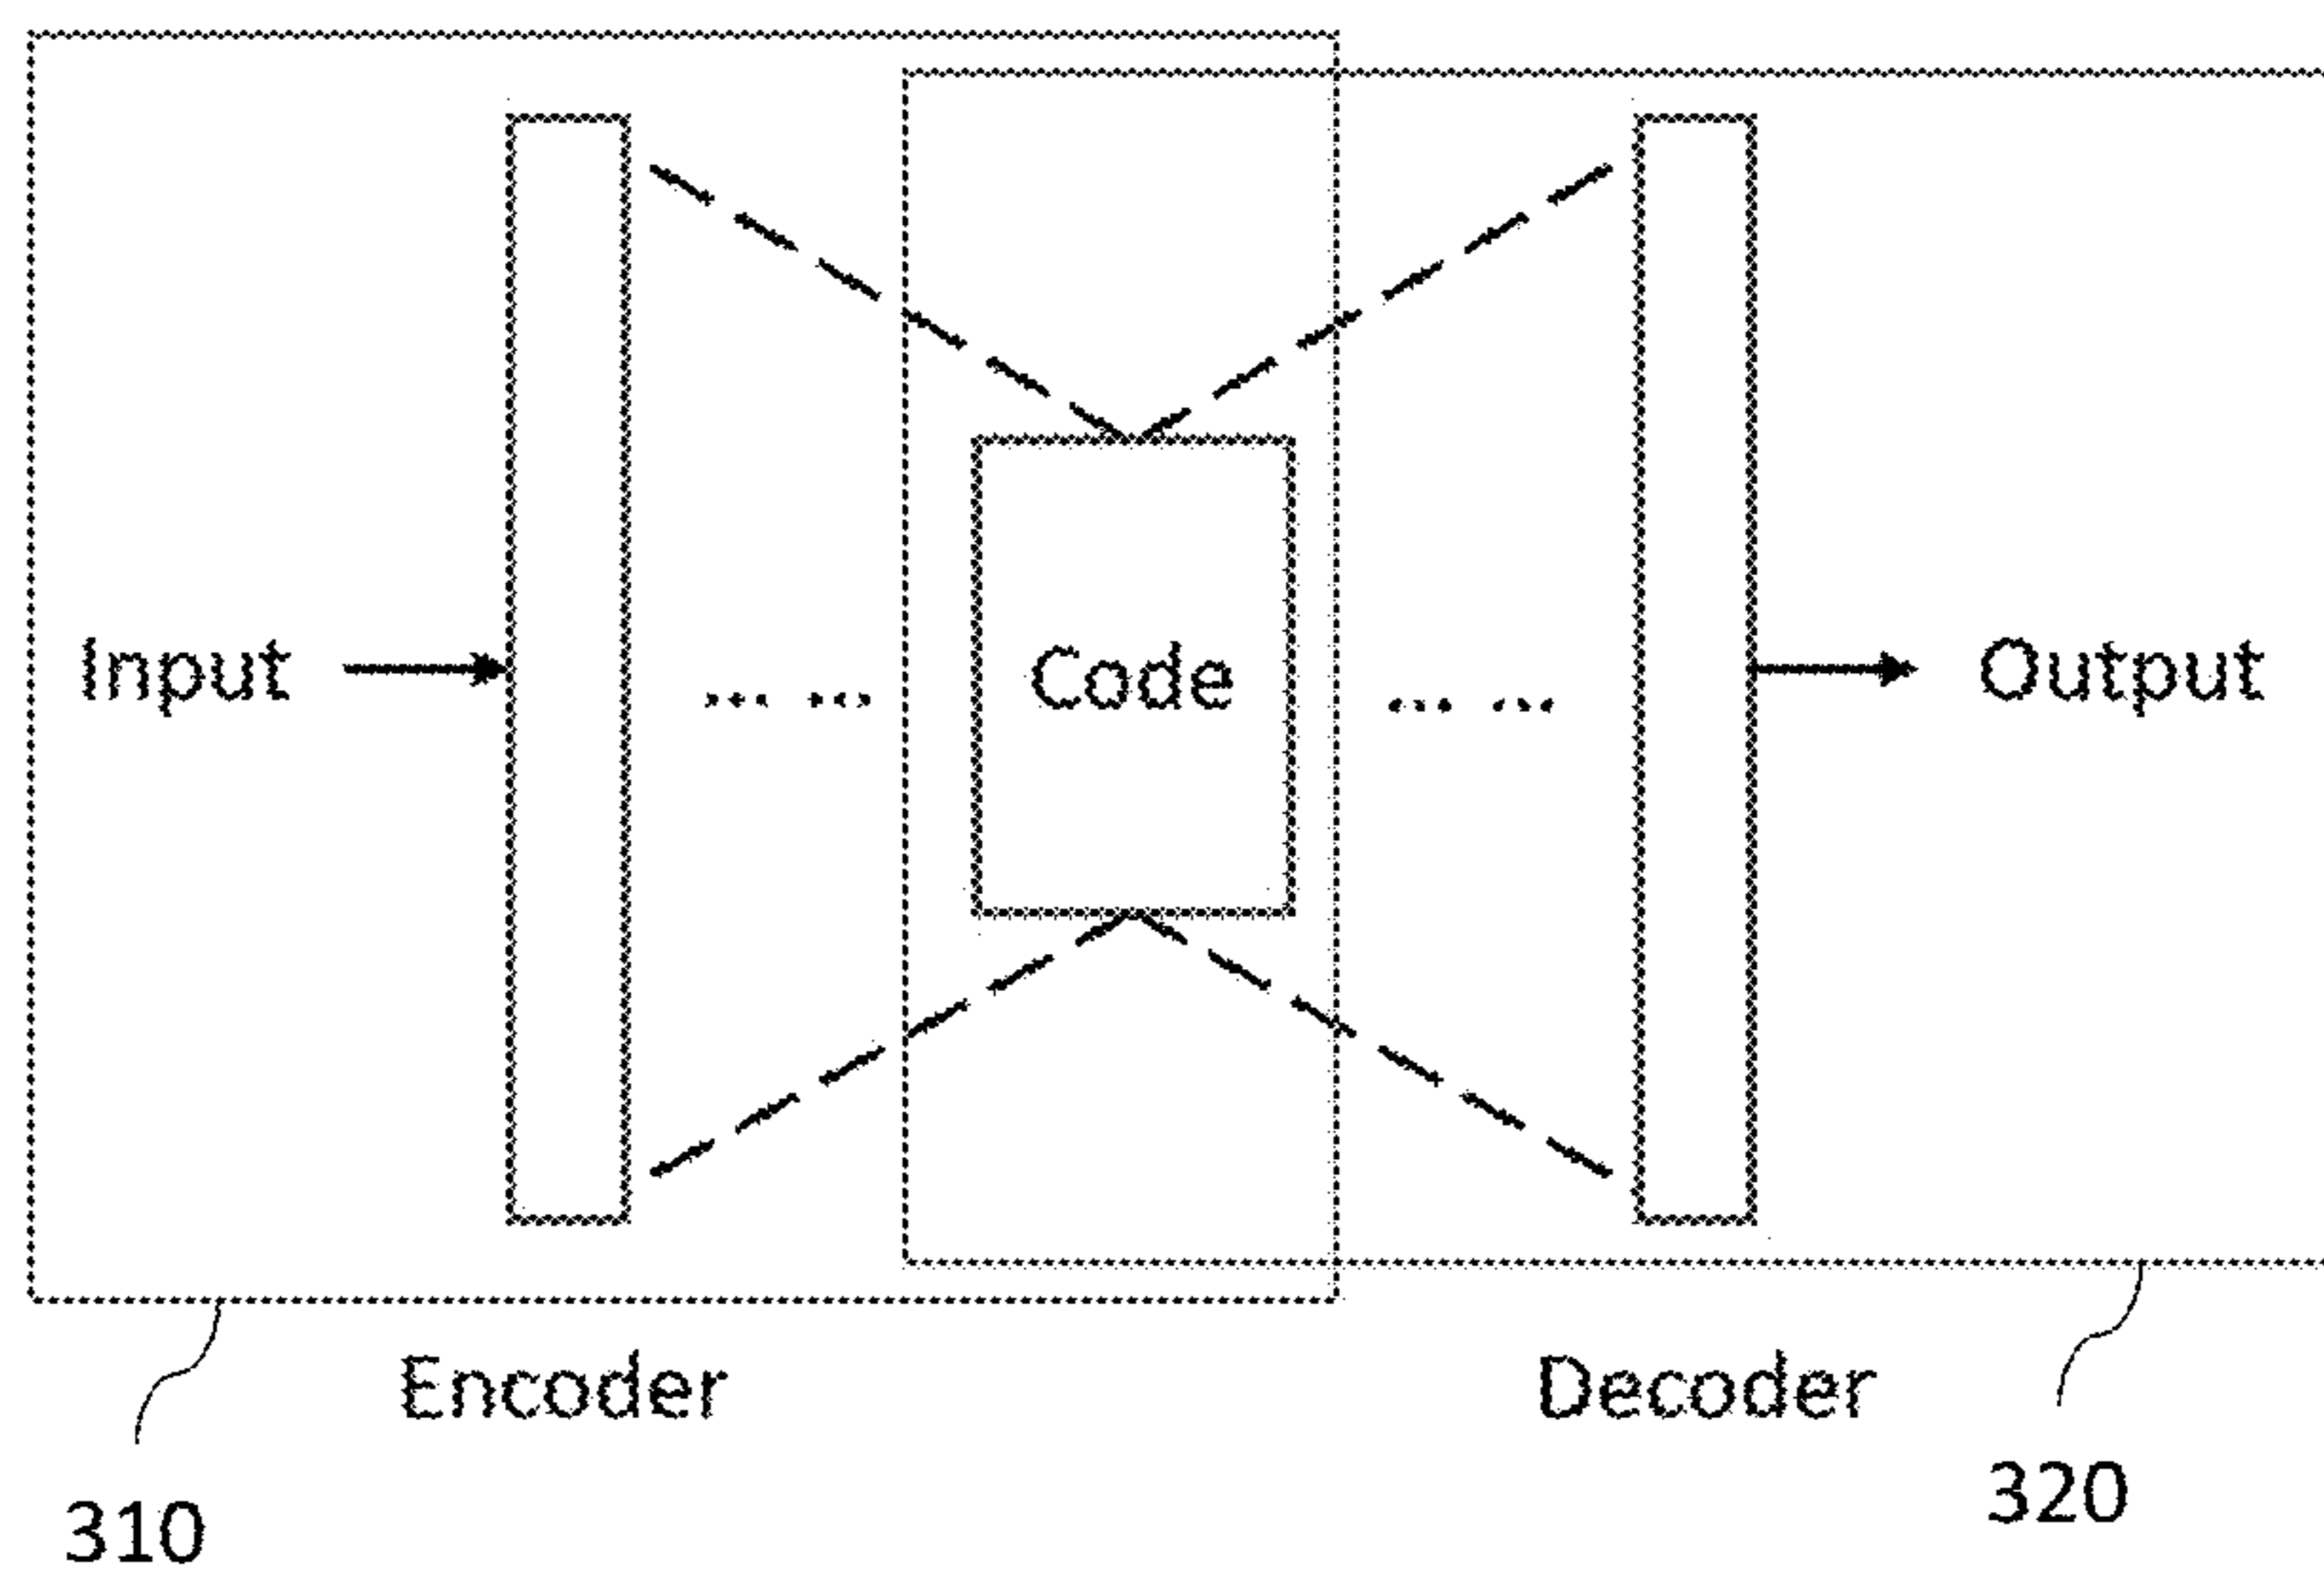 Input
... ...
Code
... ...
Output
Encoder
Decoder
310
320